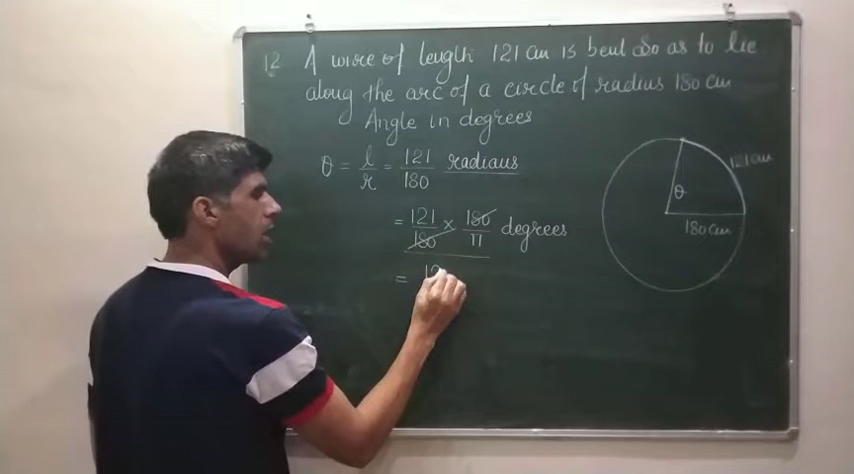 12 A wire of length 121 cm is bent so as to lie
along the arc of a circle of radius 180 cm
Angle in degrees
θ = l/r = 121/180 radians
= 121/180 × 180/π degrees
= 12
121 cm
θ
180 cm